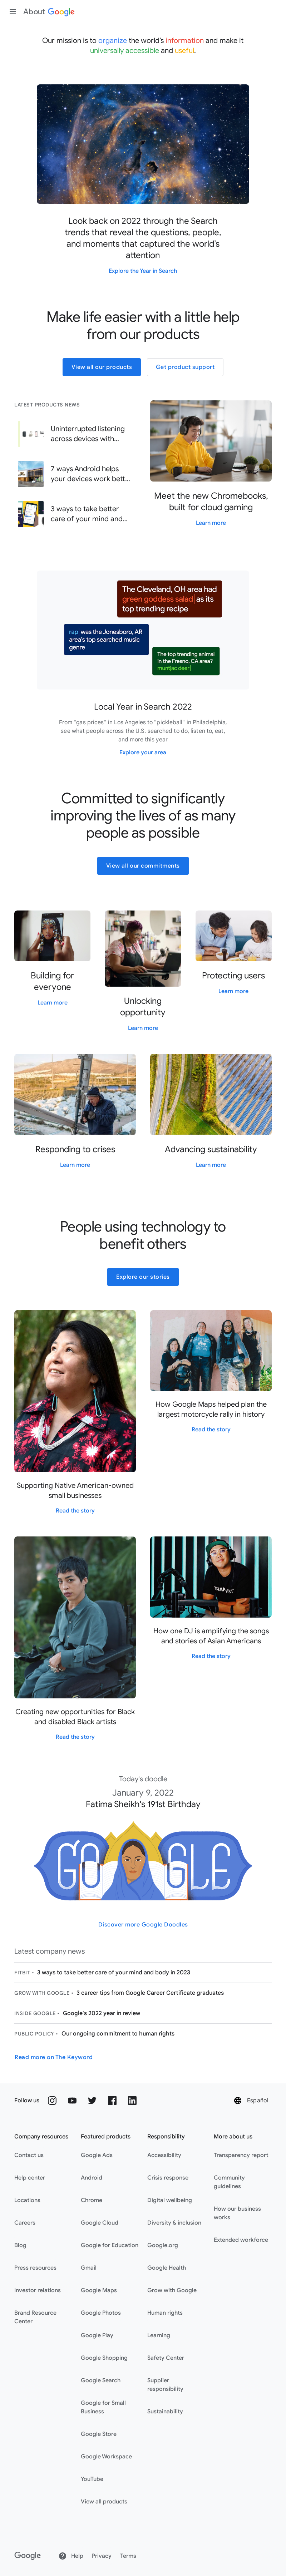 About Google
Our mission is to organize the world's information and make it
universally accessible and useful.
Look back on 2022 through the Search
trends that reveal the questions, people,
and moments that captured the world's
attention
Explore the Year in Search
Make life easier with a little help
from our products
View all our products
Get product support
LATEST PRODUCTS NEWS
Uninterrupted listening
across devices with...
7 ways Android helps
your devices work bett...
3 ways to take better
care of your mind and...
Meet the new Chromebooks,
built for cloud gaming
Learn more
The Cleveland, OH area had
green goddess salad as its
top trending recipe
rap was the Jonesboro, AR
area's top searched music
genre
The top trending animal
in the Fresno, CA area?
muntjac deer
Local Year in Search 2022
From "gas prices" in Los Angeles to "pickleball" in Philadelphia,
see what people across the U.S. searched to do, listen to, eat,
and more this year
Explore your area
Committed to significantly
improving the lives of as many
people as possible
View all our commitments
Building for
everyone
Learn more
Unlocking
opportunity
Learn more
Protecting users
Learn more
Responding to crises
Learn more
Advancing sustainability
Learn more
People using technology to
benefit others
Explore our stories
Supporting Native American-owned
small businesses
Read the story
How Google Maps helped plan the
largest motorcycle rally in history
Read the story
Creating new opportunities for Black
and disabled Black artists
Read the story
How one DJ is amplifying the songs
and stories of Asian Americans
Read the story
Today's doodle
January 9, 2022
Fatima Sheikh's 191st Birthday
Discover more Google Doodles
Latest company news
FITBIT • 3 ways to take better care of your mind and body in 2023
GROW WITH GOOGLE • 3 career tips from Google Career Certificate graduates
INSIDE GOOGLE • Google's 2022 year in review
PUBLIC POLICY • Our ongoing commitment to human rights
Read more on The Keyword
Follow us
Español
Company resources
Contact us
Help center
Locations
Careers
Blog
Press resources
Investor relations
Brand Resource
Center
Featured products
Google Ads
Android
Chrome
Google Cloud
Google for Education
Gmail
Google Maps
Google Photos
Google Play
Google Shopping
Google Search
Google for Small
Business
Google Store
Google Workspace
YouTube
View all products
Responsibility
Accessibility
Crisis response
Digital wellbeing
Diversity & inclusion
Google.org
Google Health
Grow with Google
Human rights
Learning
Safety Center
Supplier
responsibility
Sustainability
More about us
Transparency report
Community
guidelines
How our business
works
Extended workforce
Google
Help
Privacy
Terms